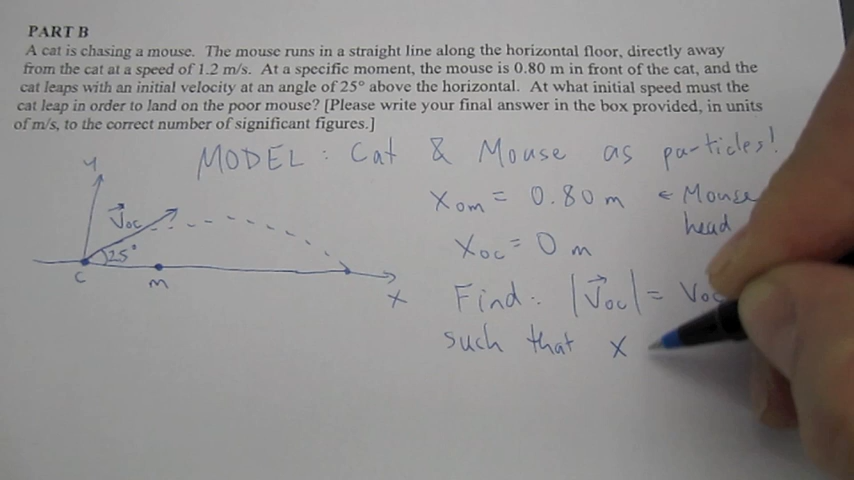 PART B
A cat is chasing a mouse. The mouse runs in a straight line along the horizontal floor, directly away
from the cat at a speed of 1.2 m/s. At a specific moment, the mouse is 0.80 m in front of the cat, and the
cat leaps with an initial velocity at an angle of 25° above the horizontal. At what initial speed must the
cat leap in order to land on the poor mouse? [Please write your final answer in the box provided, in units
of m/s, to the correct number of significant figures.]
MODEL: Cat & Mouse as particles!
y
x0m = 0.80 m ← Mouse
head
V0c
25°
x0c = 0 m
C
m
X
Find: |V0c| = V0c
such that x